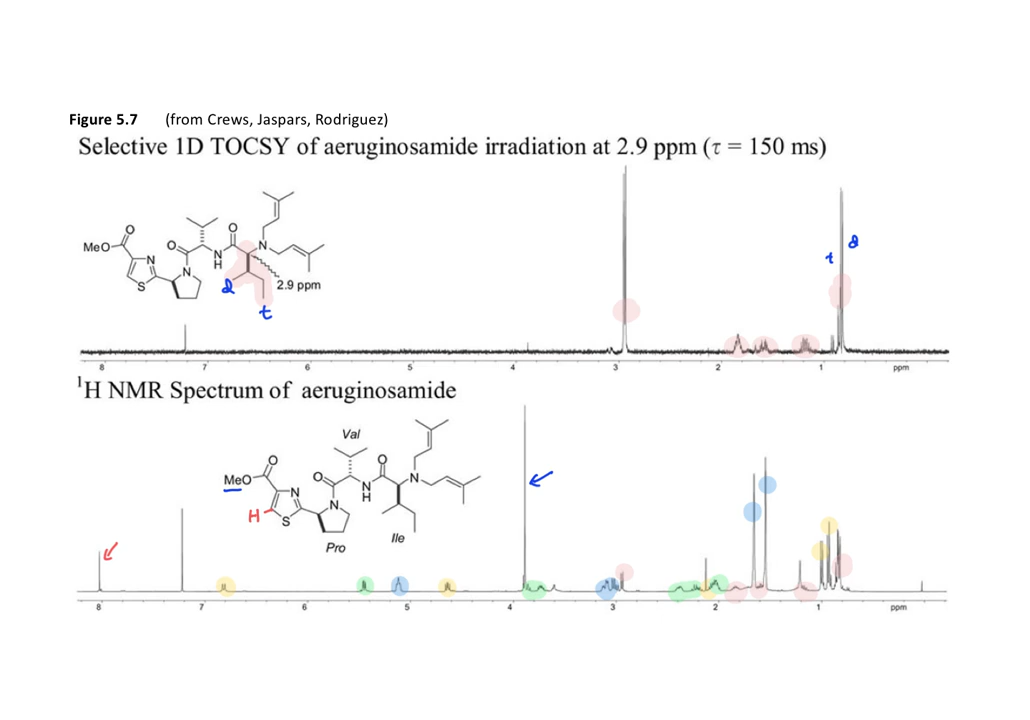 Figure 5.7 (from Crews, Jaspars, Rodriguez)
Selective 1D TOCSY of aeruginosamide irradiation at 2.9 ppm (τ = 150 ms)
O
O
O
MeO
N
O
N
N
H
S
2.9 ppm
d
t
t
d
8 7 6 5 4 3 2 1 ppm
¹H NMR Spectrum of aeruginosamide
Val
O
O
O
MeO
N
N
O
N
N
H
H
S
Ile
Pro
8 7 6 5 4 3 2 1 ppm